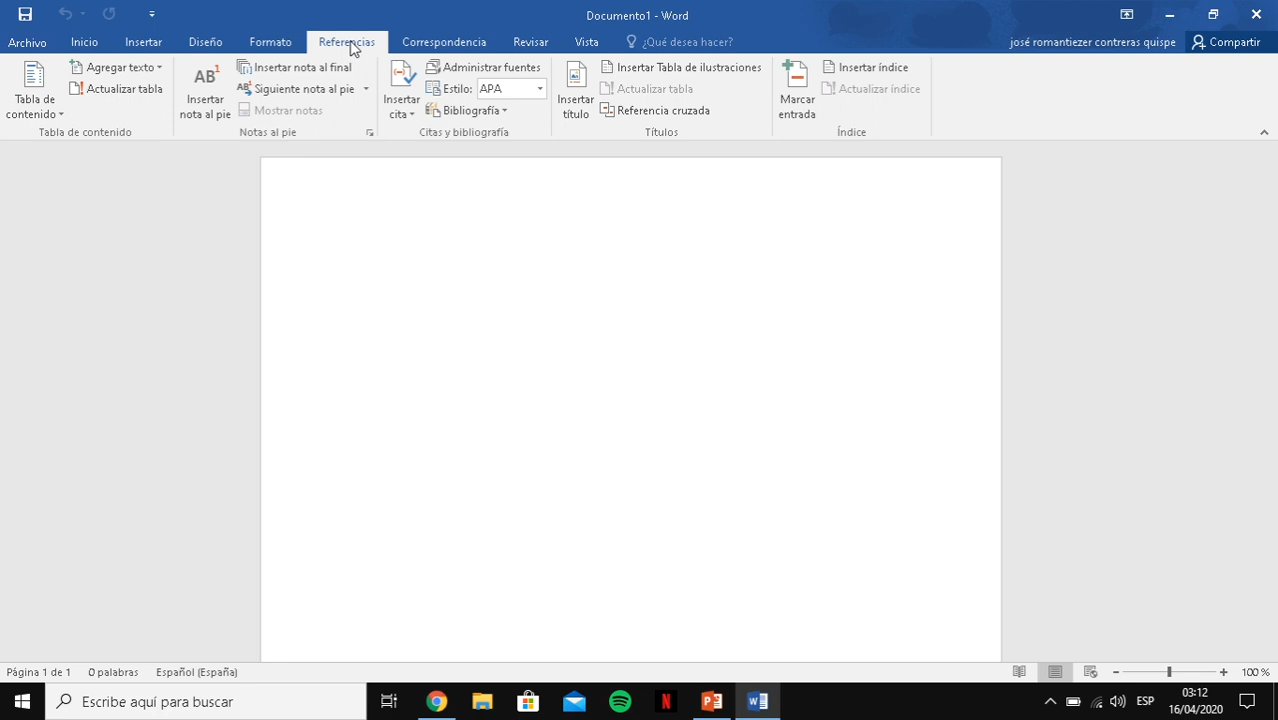 Documento1 - Word
Archivo Inicio Insertar Diseño Formato Referencias Correspondencia Revisar Vista ¿Qué desea hacer? josé romantiezer contreras quispe Compartir
Tabla de contenido
Agregar texto
Actualizar tabla
Tabla de contenido
AB1
Insertar nota al pie
Insertar nota al final
AB Siguiente nota al pie
Mostrar notas
Notas al pie
Insertar cita
Administrar fuentes
Estilo: APA
Bibliografía
Citas y bibliografía
Insertar título
Insertar Tabla de ilustraciones
Actualizar tabla
Referencia cruzada
Títulos
Marcar entrada
Insertar índice
Actualizar índice
Índice
Página 1 de 1 0 palabras Español (España) 100 %
Escribe aquí para buscar
N
P
W
ESP
03:12
16/04/2020